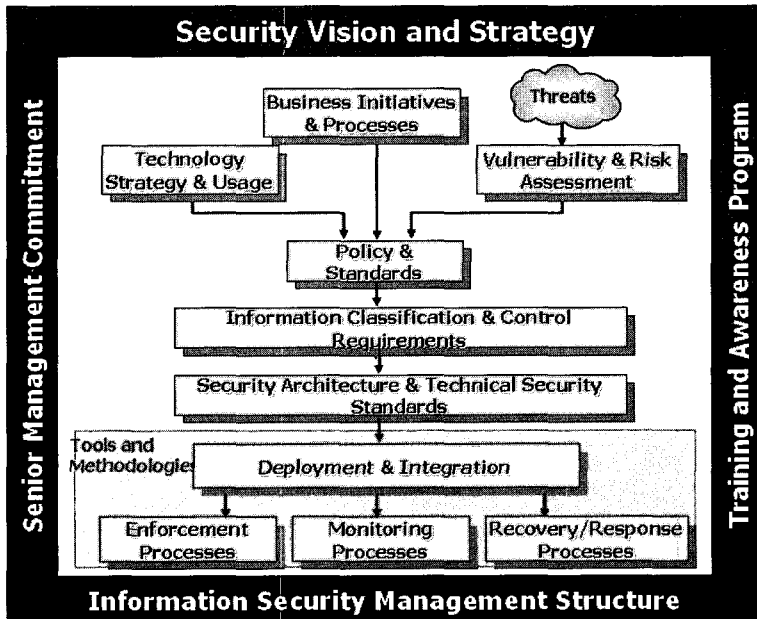 Security Vision and Strategy
Senior Management Commitment
Business Initiatives
& Processes
Threats
Technology
Strategy & Usage
Vulnerability & Risk
Assessment
Policy &
Standards
Information Classification & Control
Requirements
Security Architecture & Technical Security
Standards
Tools and
Methodologies
Deployment & Integration
Enforcement
Processes
Monitoring
Processes
Recovery/Response
Processes
Training and Awareness Program
Information Security Management Structure